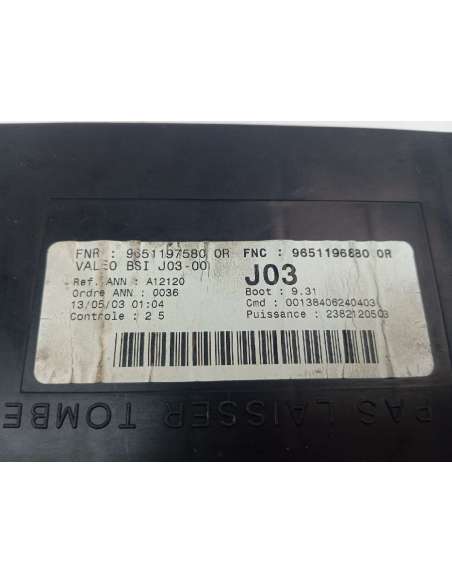 FNR : 9651197580 OR FNC : 9651196880 OR
VALEO BSI J03-00 J03
Ref. ANN : A12120 Boot : 9.31
Ordre ANN : 0036 Cmd : 00138406240403
13/05/03 01:04 Puissance : 2382120503
Controle : 2 5
PAS LAISSER TOMBE